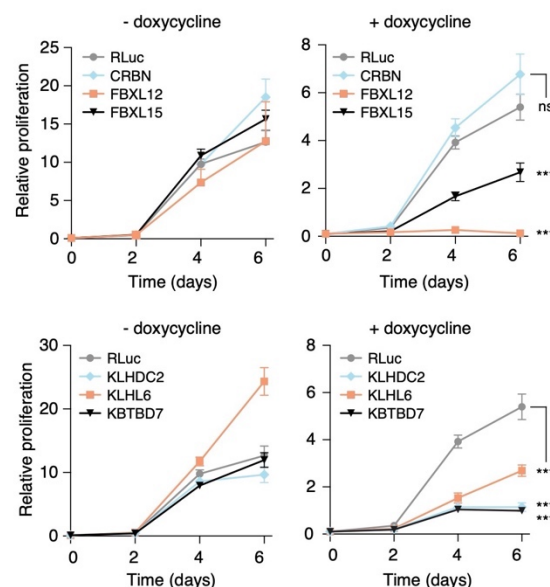 - doxycycline
Relative proliferation
25
20
15
10
5
0
RLuc
CRBN
FBXL12
FBXL15
0 2 4 6
Time (days)
+ doxycycline
8
6
4
2
0
RLuc
CRBN
FBXL12
FBXL15
ns
**
**
0 2 4 6
Time (days)
- doxycycline
Relative proliferation
30
20
10
0
RLuc
KLHDC2
KLHL6
KBTBD7
0 2 4 6
Time (days)
+ doxycycline
8
6
4
2
0
RLuc
KLHDC2
KLHL6
KBTBD7
**
**
**
0 2 4 6
Time (days)